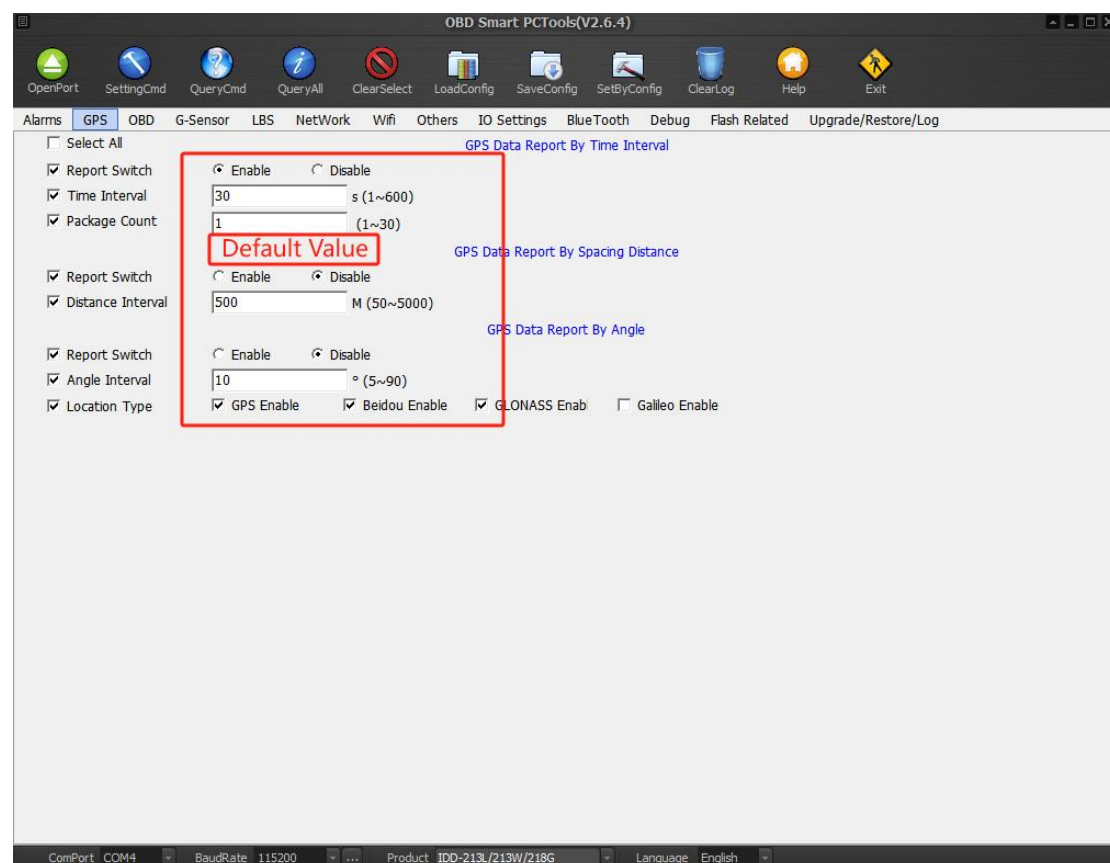 OBD Smart PCTools(V2.6.4)
OpenPort SettingCmd QueryCmd QueryAll ClearSelect LoadConfig SaveConfig SetByConfig ClearLog Help Exit
Alarms GPS OBD G-Sensor LBS NetWork Wifi Others IO Settings BlueTooth Debug Flash Related Upgrade/Restore/Log
Select All GPS Data Report By Time Interval
Report Switch Enable Disable
Time Interval 30 s (1~600)
Package Count 1 (1~30)
Default Value GPS Data Report By Spacing Distance
Report Switch Enable Disable
Distance Interval 500 M (50~5000)
GPS Data Report By Angle
Report Switch Enable Disable
Angle Interval 10 ° (5~90)
Location Type GPS Enable Beidou Enable GLONASS Enabl Galileo Enable
ComPort COM4 BaudRate 115200 ... Product IDD-213L/213W/218G Language English